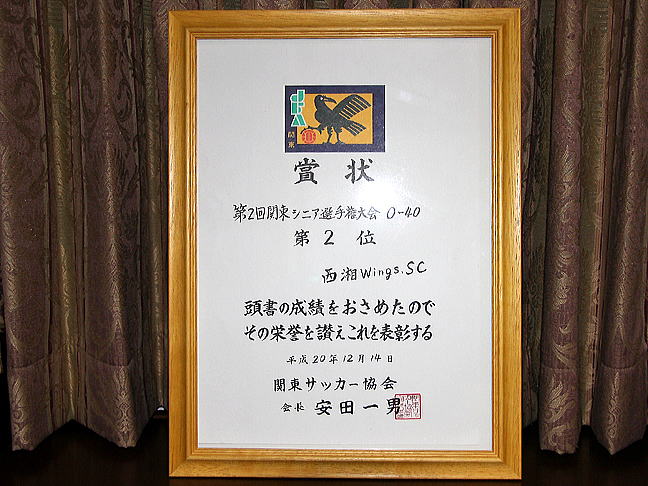 JFA
関東
賞状
第2回関東シニア選手権大会 O-40
第2位
西湘Wings.SC
頭書の成績をおさめたので
その栄誉を讃えこれを表彰する
平成20年12月14日
関東サッカー協会
会長 安田一男